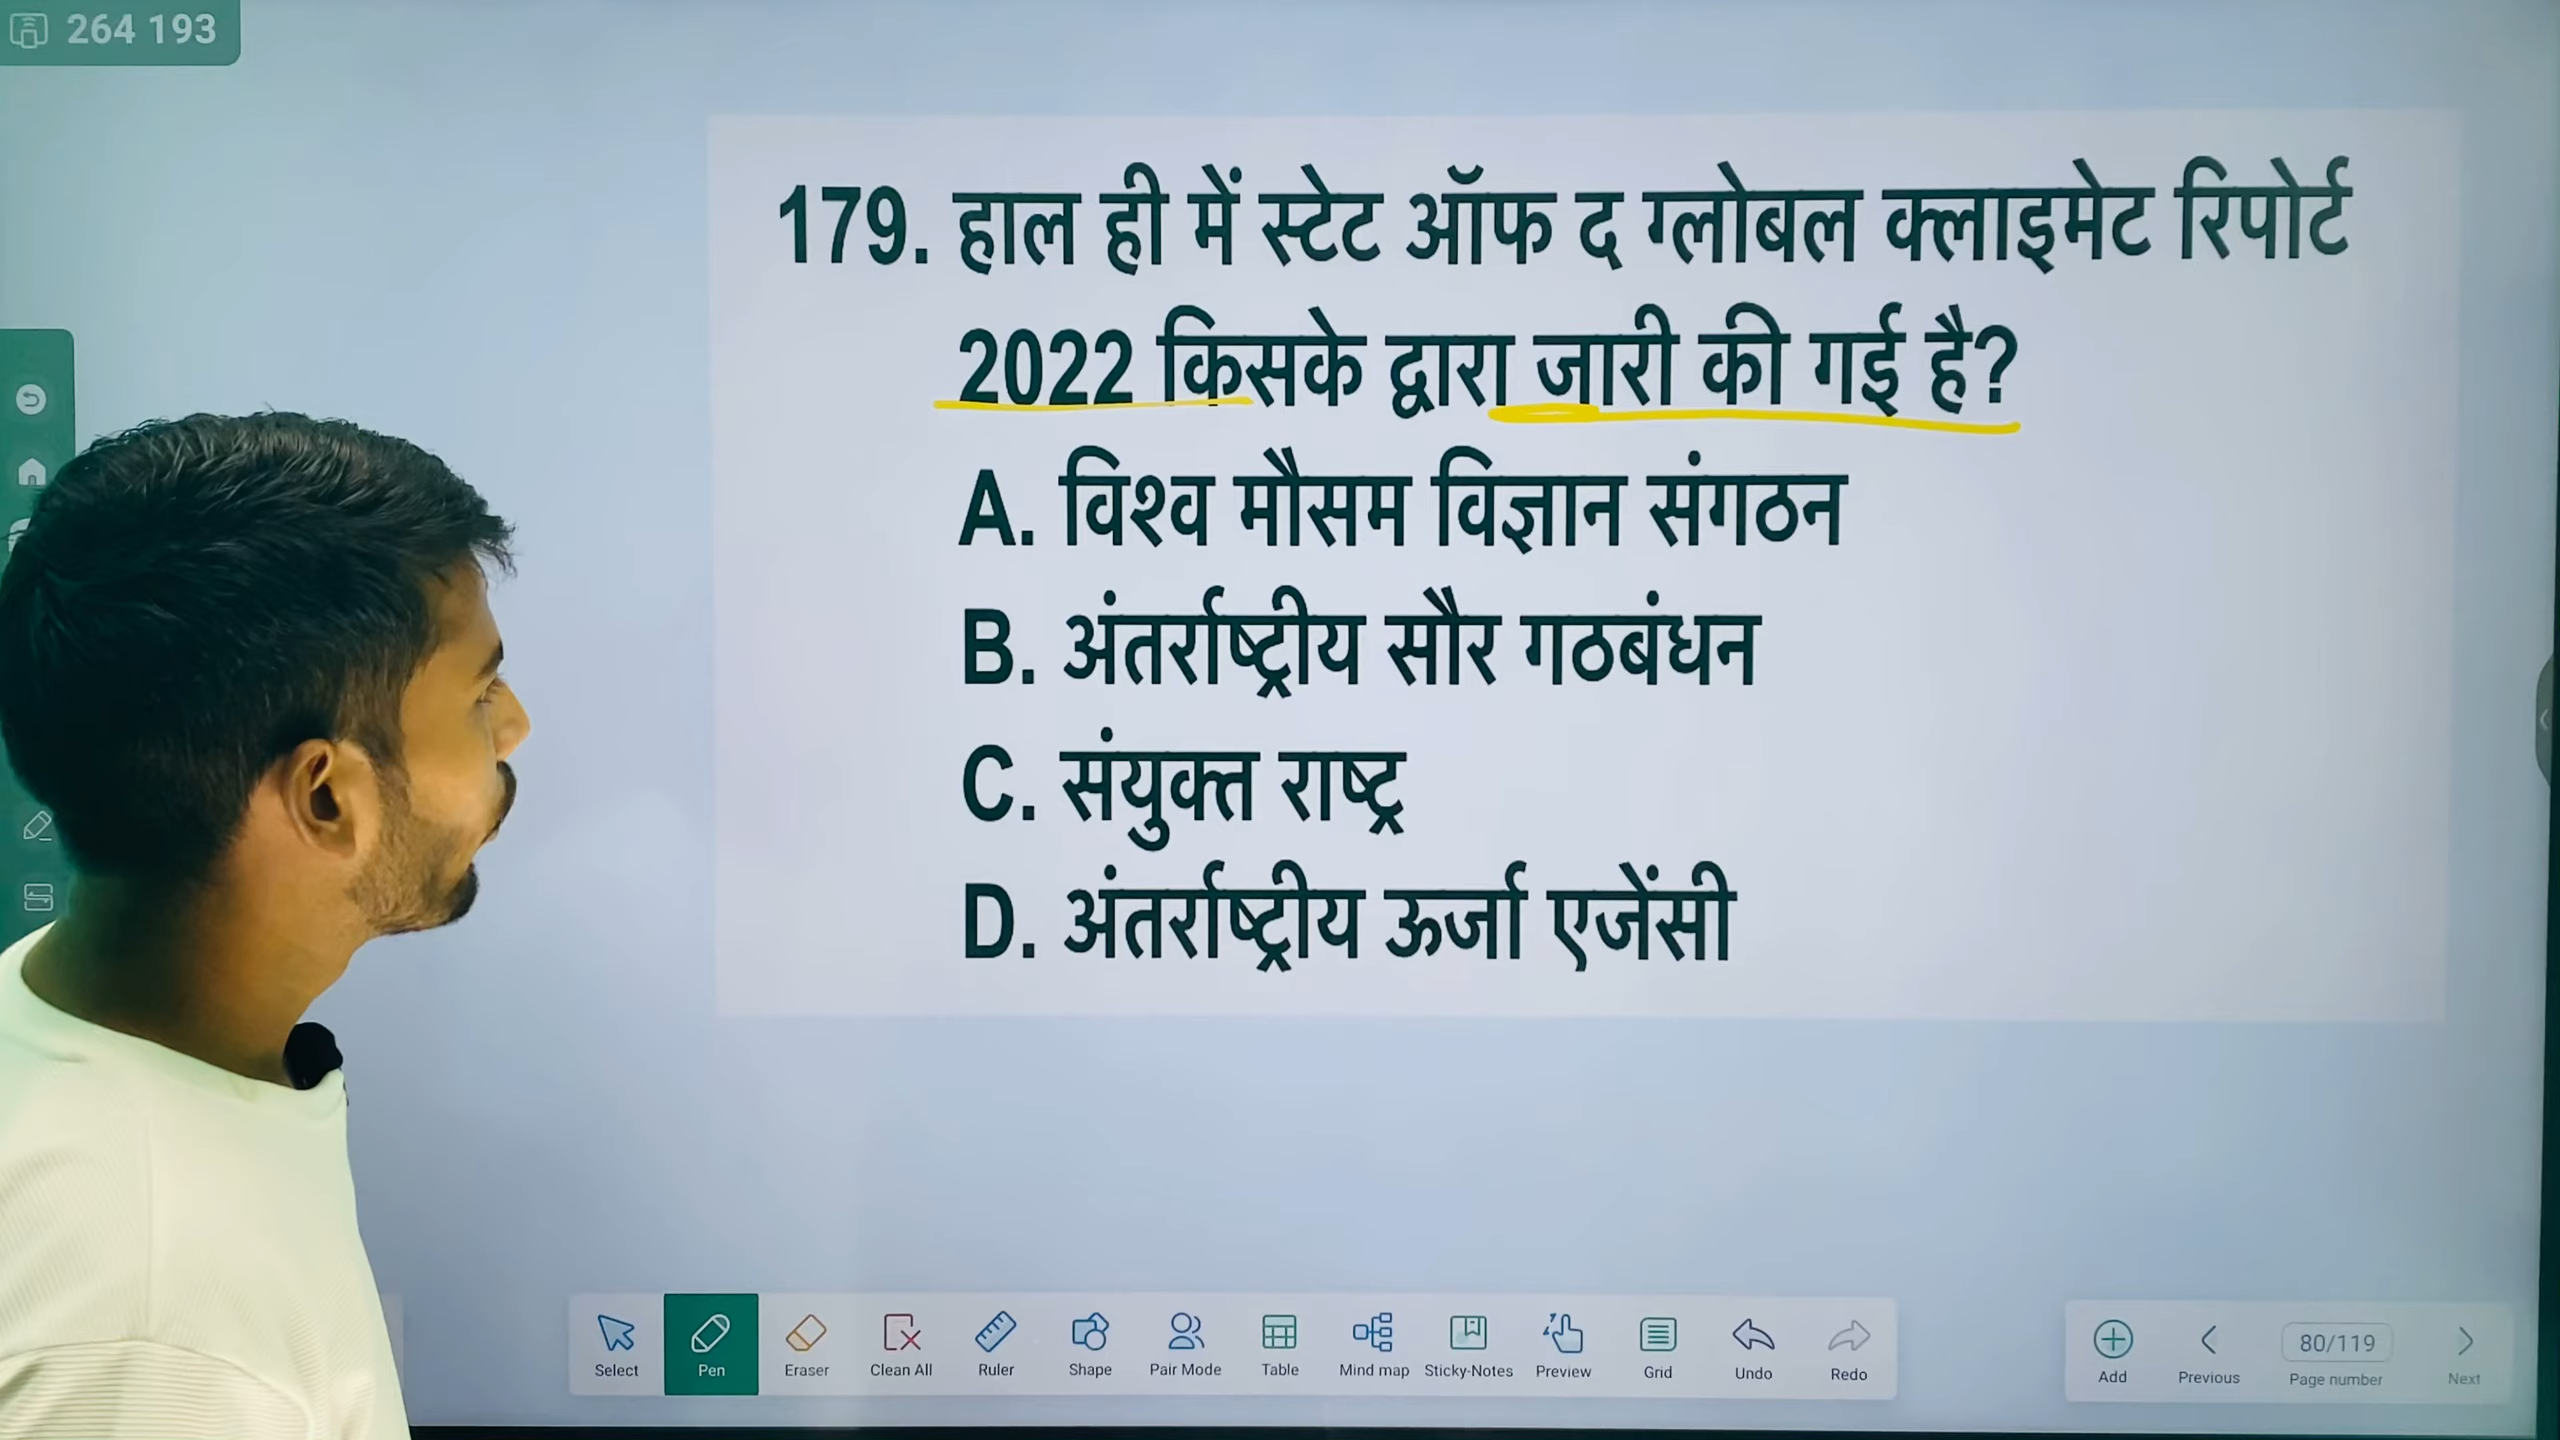 264 193
179. हाल ही में स्टेट ऑफ द ग्लोबल क्लाइमेट रिपोर्ट
2022 किसके द्वारा जारी की गई है?
A. विश्व मौसम विज्ञान संगठन
B. अंतर्राष्ट्रीय सौर गठबंधन
C. संयुक्त राष्ट्र
D. अंतर्राष्ट्रीय ऊर्जा एजेंसी
Select Pen Eraser Clean All Ruler Shape Pair Mode Table Mind map Sticky-Notes Preview Grid Undo Redo
80/119
Add Previous Page number Next